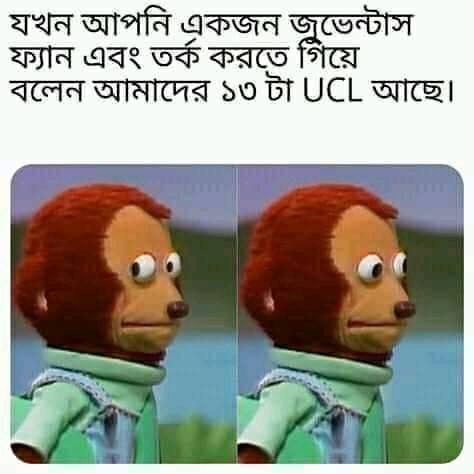 যখন আপনি একজন জুভেন্টাস
ফ্যান এবং তর্ক করতে গিয়ে
বলেন আমাদের ১৩ টা UCL আছে।